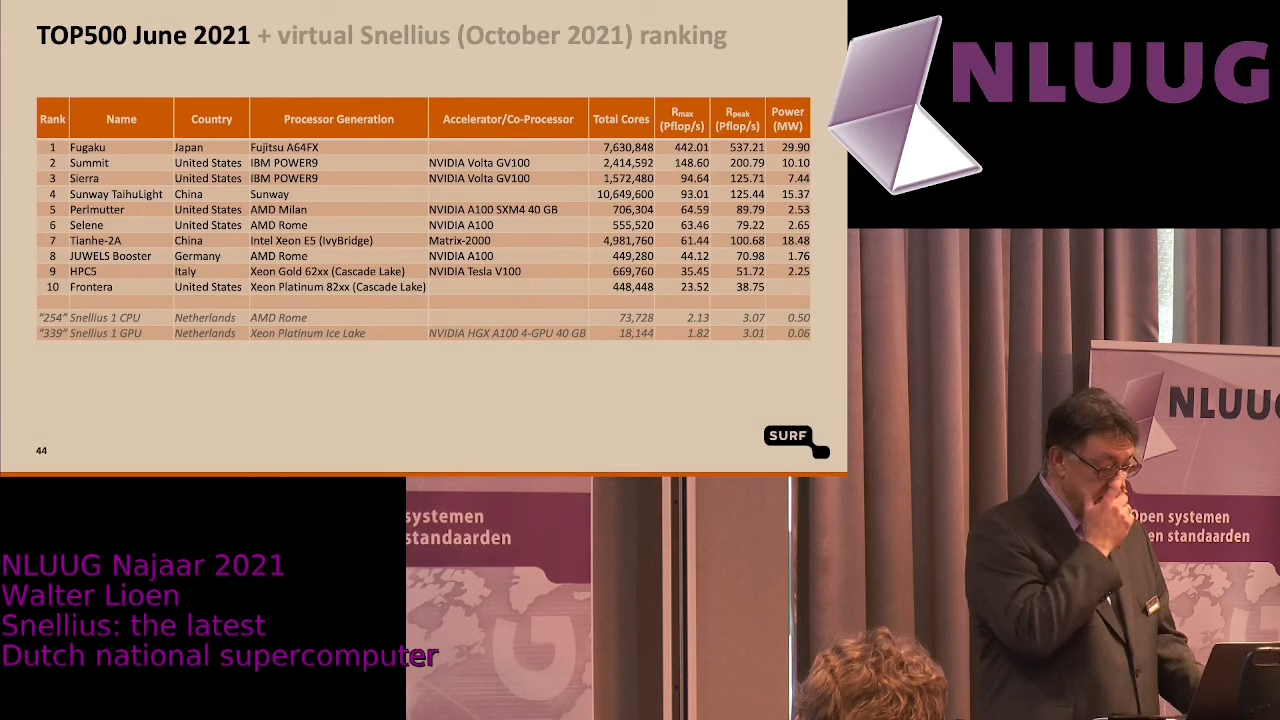 TOP500 June 2021 + virtual Snellius (October 2021) ranking
Rank Name Country Processor Generation Accelerator/Co-Processor Total Cores Rmax (Pflop/s) Rpeak (Pflop/s) Power (MW)
1 Fugaku Japan Fujitsu A64FX 7,630,848 442.01 537.21 29.90
2 Summit United States IBM POWER9 NVIDIA Volta GV100 2,414,592 148.60 200.79 10.10
3 Sierra United States IBM POWER9 NVIDIA Volta GV100 1,572,480 94.64 125.71 7.44
4 Sunway TaihuLight China Sunway 10,649,600 93.01 125.44 15.37
5 Perlmutter United States AMD Milan NVIDIA A100 SXM4 40 GB 706,304 64.59 89.79 2.53
6 Selene United States AMD Rome NVIDIA A100 555,520 63.46 79.22 2.65
7 Tianhe-2A China Intel Xeon E5 (IvyBridge) Matrix-2000 4,981,760 61.44 100.68 18.48
8 JUWELS Booster Germany AMD Rome NVIDIA A100 449,280 44.12 70.98 1.76
9 HPC5 Italy Xeon Gold 62xx (Cascade Lake) NVIDIA Tesla V100 669,760 35.45 51.72 2.25
10 Frontera United States Xeon Platinum 82xx (Cascade Lake) 448,448 23.52 38.75
"254" Snellius 1 CPU Netherlands AMD Rome 73,728 2.13 3.07 0.50
"339" Snellius 1 GPU Netherlands Xeon Platinum Ice Lake NVIDIA HGX A100 4-GPU 40 GB 18,144 1.82 3.01 0.06
44
SURF
NLUUG
NLUUG
Open systemen
en standaarden
systemen
standaarden
NLUUG Najaar 2021
Walter Lioen
Snellius: the latest
Dutch national supercomputer